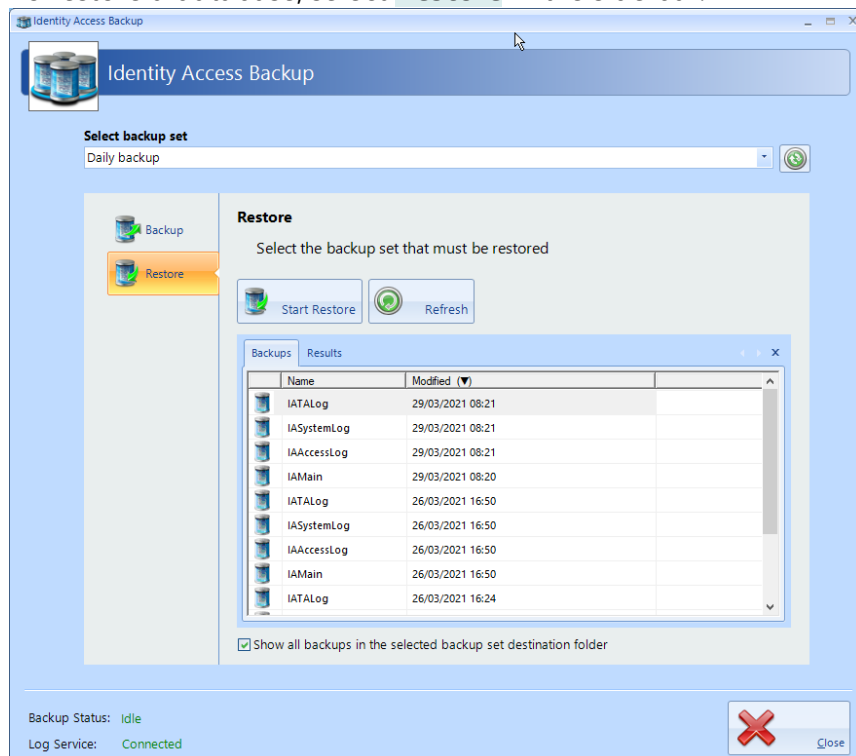 Identity Access Backup
Identity Access Backup
Select backup set
Daily backup
Backup
Restore
Restore
Select the backup set that must be restored
Start Restore
Refresh
Backups Results
Name Modified (▼)
IATALog 29/03/2021 08:21
IASystemLog 29/03/2021 08:21
IAAccessLog 29/03/2021 08:21
IAMain 29/03/2021 08:20
IATALog 26/03/2021 16:50
IASystemLog 26/03/2021 16:50
IAAccessLog 26/03/2021 16:50
IAMain 26/03/2021 16:50
IATALog 26/03/2021 16:24
Show all backups in the selected backup set destination folder
Backup Status: Idle
Log Service: Connected
Close